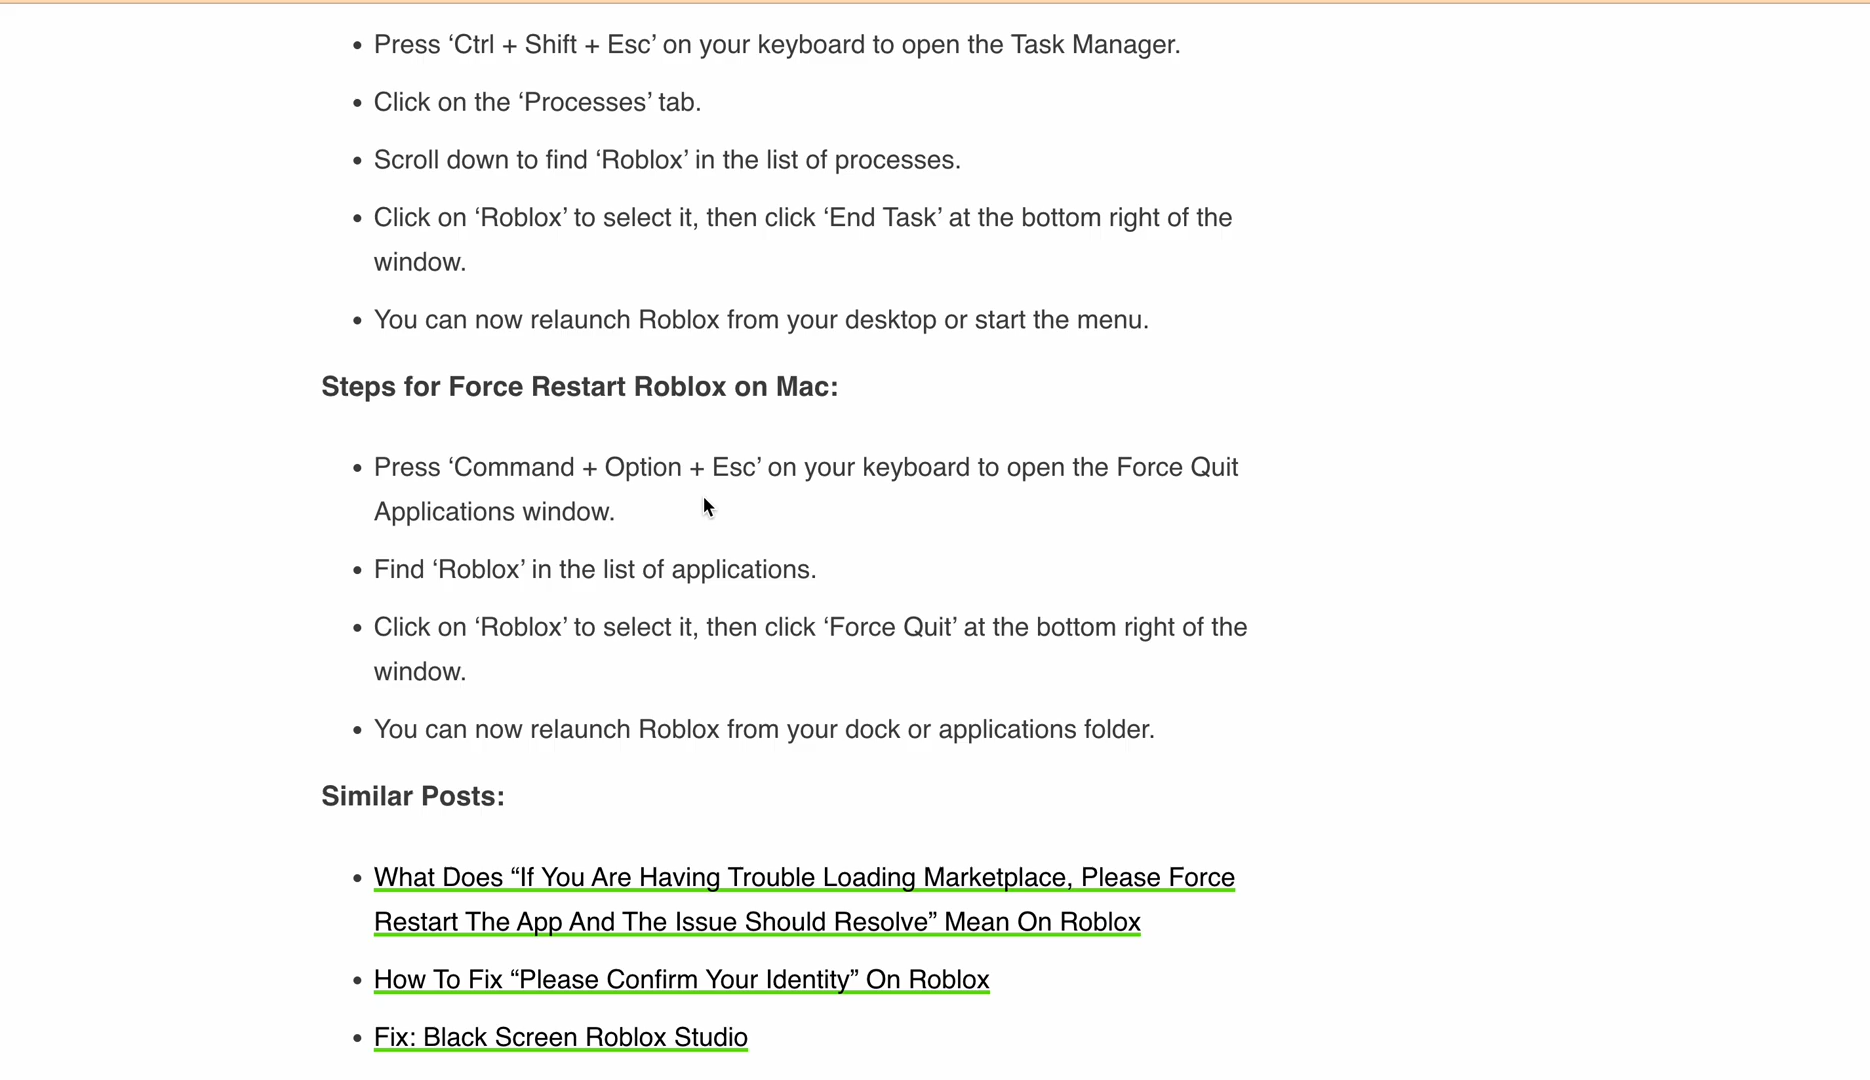 • Press ‘Ctrl + Shift + Esc’ on your keyboard to open the Task Manager.
• Click on the ‘Processes’ tab.
• Scroll down to find ‘Roblox’ in the list of processes.
• Click on ‘Roblox’ to select it, then click ‘End Task’ at the bottom right of the
window.
• You can now relaunch Roblox from your desktop or start the menu.
Steps for Force Restart Roblox on Mac:
• Press ‘Command + Option + Esc’ on your keyboard to open the Force Quit
Applications window.
• Find ‘Roblox’ in the list of applications.
• Click on ‘Roblox’ to select it, then click ‘Force Quit’ at the bottom right of the
window.
• You can now relaunch Roblox from your dock or applications folder.
Similar Posts:
• What Does “If You Are Having Trouble Loading Marketplace, Please Force
Restart The App And The Issue Should Resolve” Mean On Roblox
• How To Fix “Please Confirm Your Identity” On Roblox
• Fix: Black Screen Roblox Studio